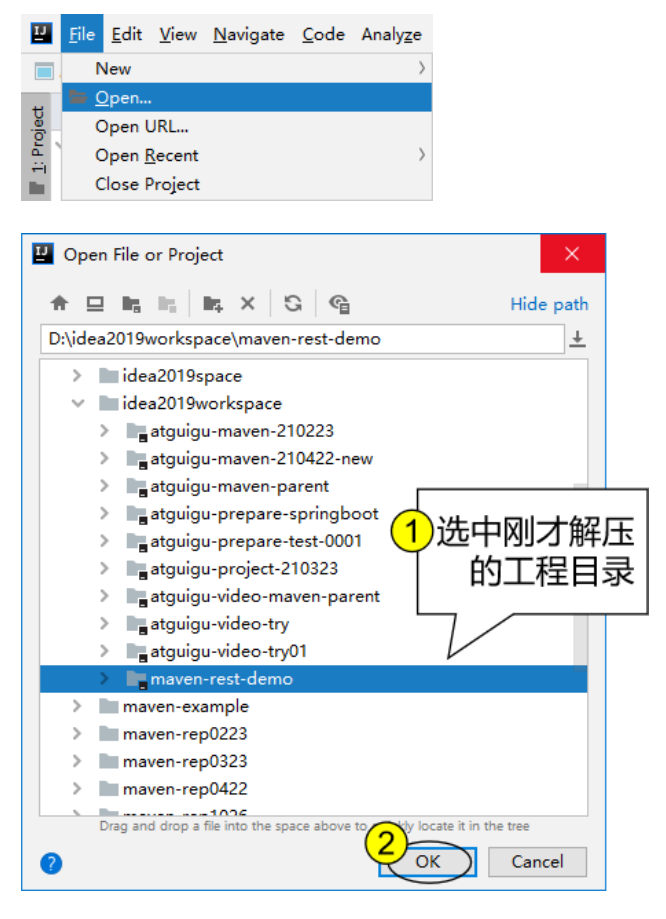 IJ File Edit View Navigate Code Analyze
New
Open...
Open URL...
Open Recent
Close Project
1: Project
IJ Open File or Project
Hide path
D:\idea2019workspace\maven-rest-demo
idea2019space
idea2019workspace
atguigu-maven-210223
atguigu-maven-210422-new
atguigu-maven-parent
atguigu-prepare-springboot
atguigu-prepare-test-0001
atguigu-project-210323
atguigu-video-maven-parent
atguigu-video-try
atguigu-video-try01
maven-rest-demo
maven-example
maven-rep0223
maven-rep0323
maven-rep0422
1 选中刚才解压
的工程目录
Drag and drop a file into the space above to quickly locate it in the tree
2
? OK Cancel